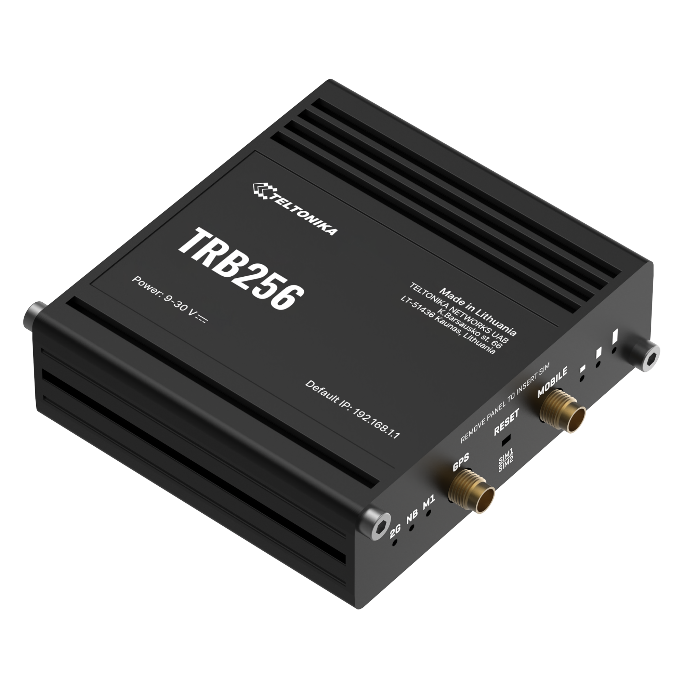 TELTONIKA
TRB256
Power: 9-30 V
Made in Lithuania
TELTONIKA NETWORKS UAB
K.Barsausko st. 66
LT-51436 Kaunas, Lithuania
Default IP: 192.168.1.1
REMOVE PANEL TO INSERT SIM
MOBILE
RESET
SIM1
SIM2
GPS
2G NB M1